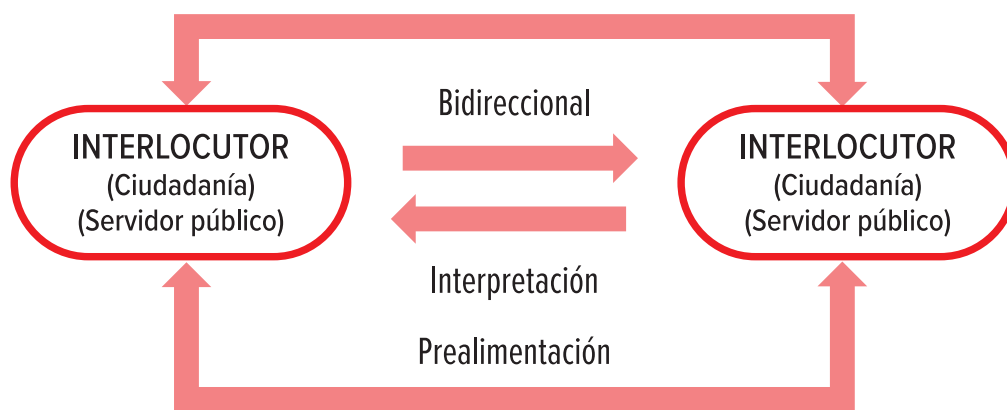 Bidireccional
INTERLOCUTOR
(Ciudadanía)
(Servidor público)
INTERLOCUTOR
(Ciudadanía)
(Servidor público)
Interpretación
Prealimentación